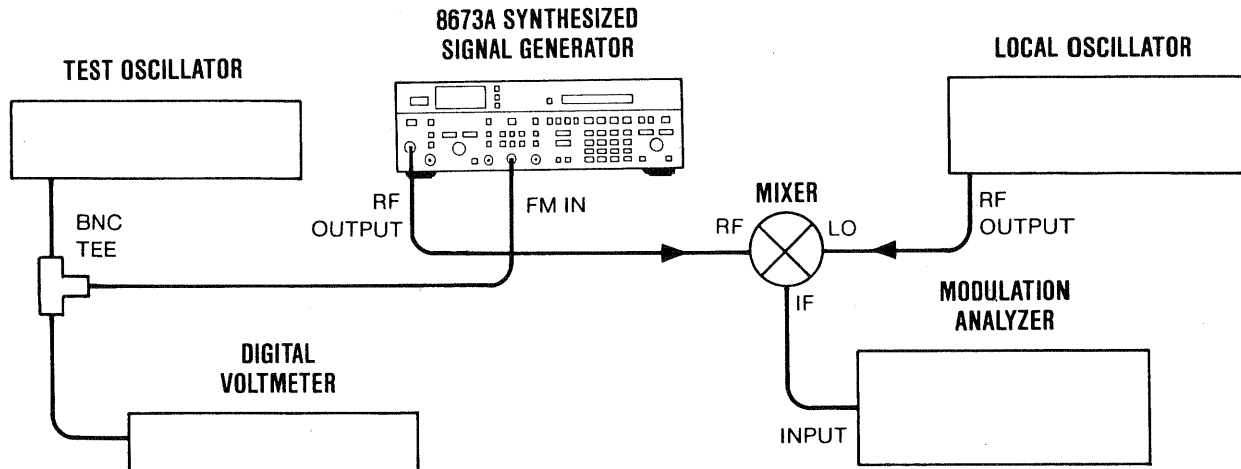 8673A SYNTHESIZED
SIGNAL GENERATOR
LOCAL OSCILLATOR
TEST OSCILLATOR
RF
OUTPUT
FM IN
MIXER
RF
LO
RF
OUTPUT
BNC
TEE
IF
MODULATION
ANALYZER
DIGITAL
VOLTMETER
INPUT